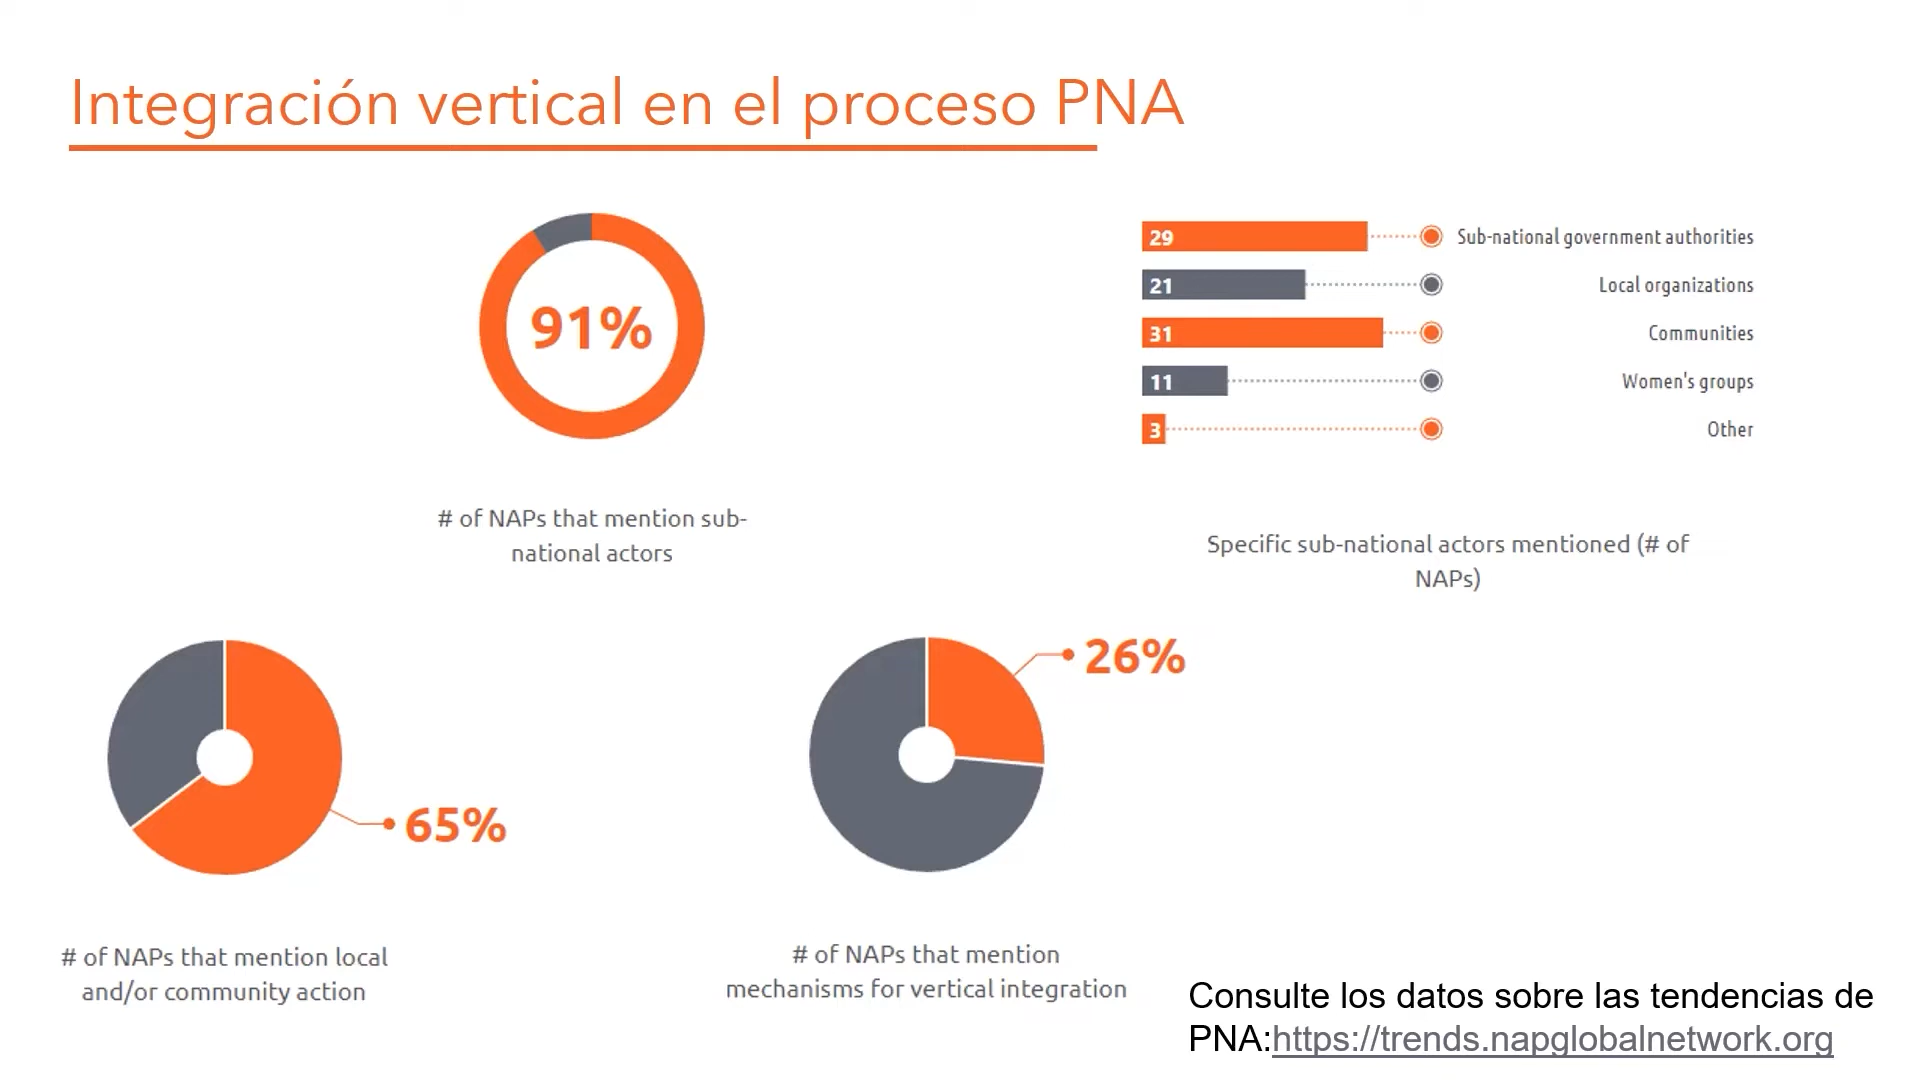 Integración vertical en el proceso PNA
91%
# of NAPs that mention sub-
national actors
29 Sub-national government authorities
21 Local organizations
31 Communities
11 Women's groups
3 Other
Specific sub-national actors mentioned (# of
NAPs)
65%
# of NAPs that mention local
and/or community action
26%
# of NAPs that mention
mechanisms for vertical integration
Consulte los datos sobre las tendencias de
PNA:https://trends.napglobalnetwork.org